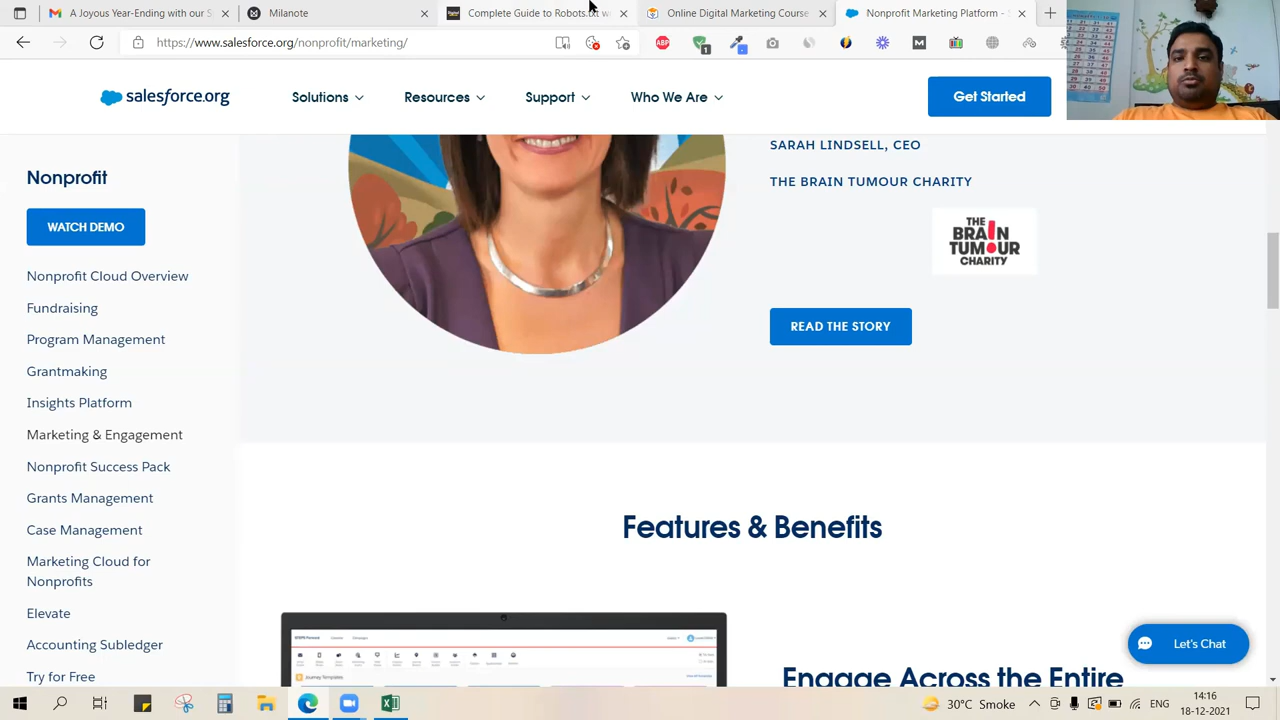 A Joyous Year-Ending with our S
Milanote
Complete Guide to Robots.txt w
Online Digital Marketing Course
Nonprofit Marketing Platform - S
https://www.salesforce.org/nonprofit/marketing/
salesforce.org
Solutions
Resources
Support
Who We Are
Get Started
Nonprofit
WATCH DEMO
Nonprofit Cloud Overview
Fundraising
Program Management
Grantmaking
Insights Platform
Marketing & Engagement
Nonprofit Success Pack
Grants Management
Case Management
Marketing Cloud for
Nonprofits
Elevate
Accounting Subledger
Try for Free
SARAH LINDSELL, CEO
THE BRAIN TUMOUR CHARITY
THE
BRAIN
TUMOUR
CHARITY
READ THE STORY
Features & Benefits
Journey Templates
Engage Across the Entire
Let's Chat
30°C Smoke
ENG
14:16
18-12-2021